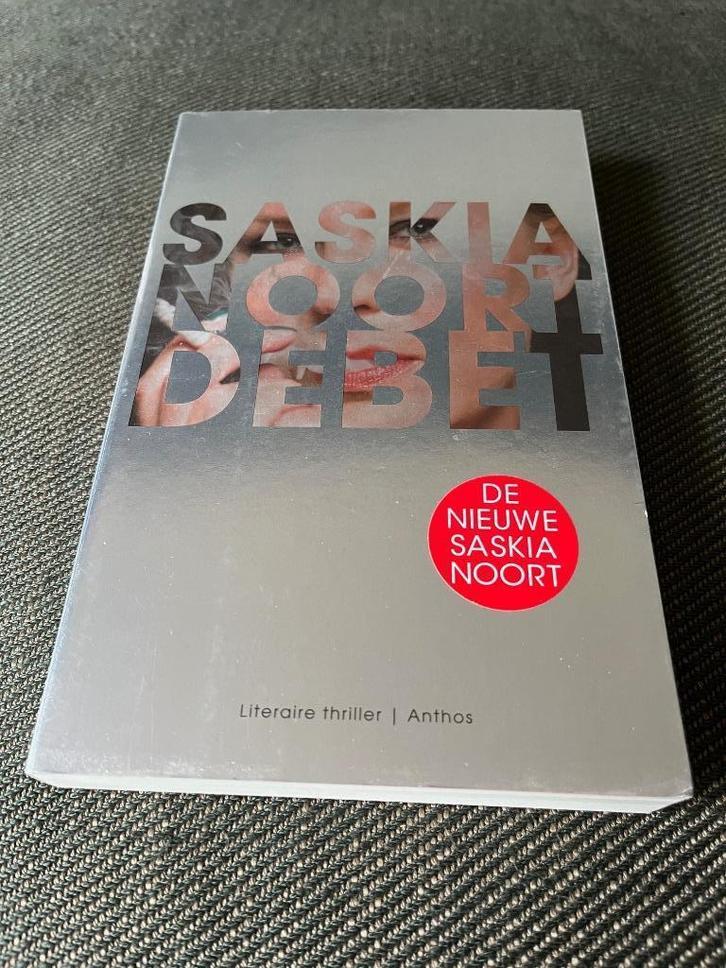 SASKIA
NOORT
DEBET
DE
NIEUWE
SASKIA
NOORT
Literaire thriller | Anthos